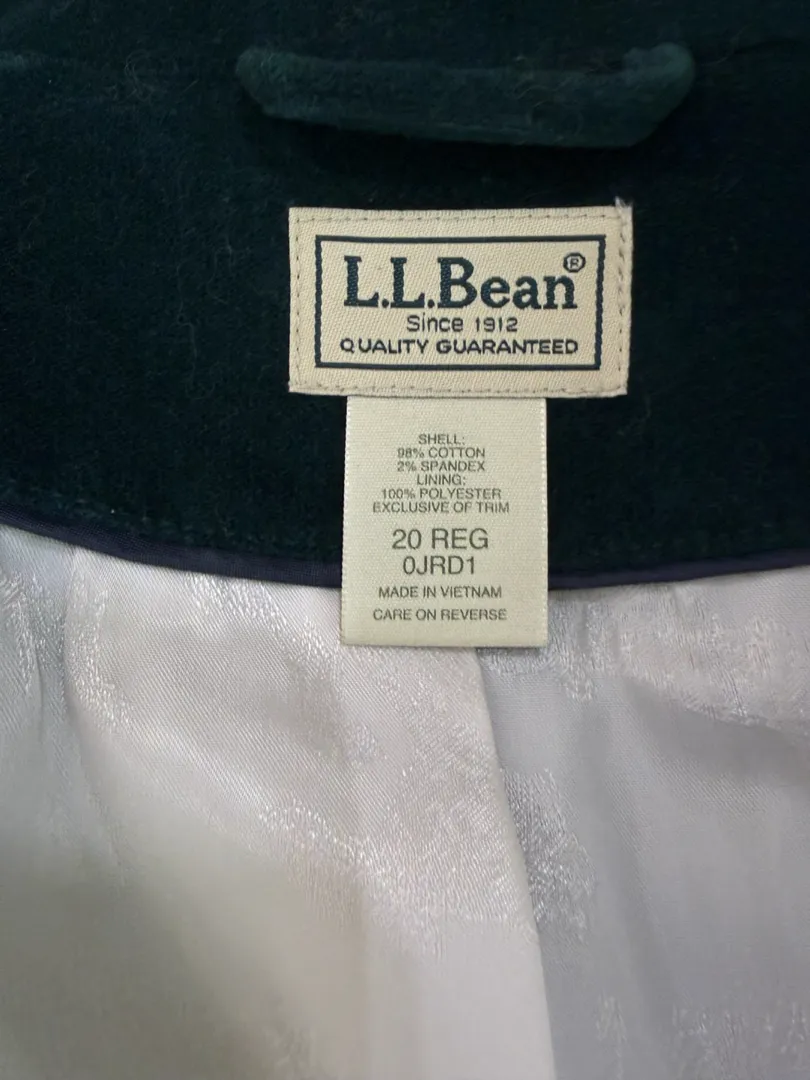 L.L.Bean®
Since 1912
QUALITY GUARANTEED
SHELL:
98% COTTON
2% SPANDEX
LINING:
100% POLYESTER
EXCLUSIVE OF TRIM
20 REG
0JRD1
MADE IN VIETNAM
CARE ON REVERSE